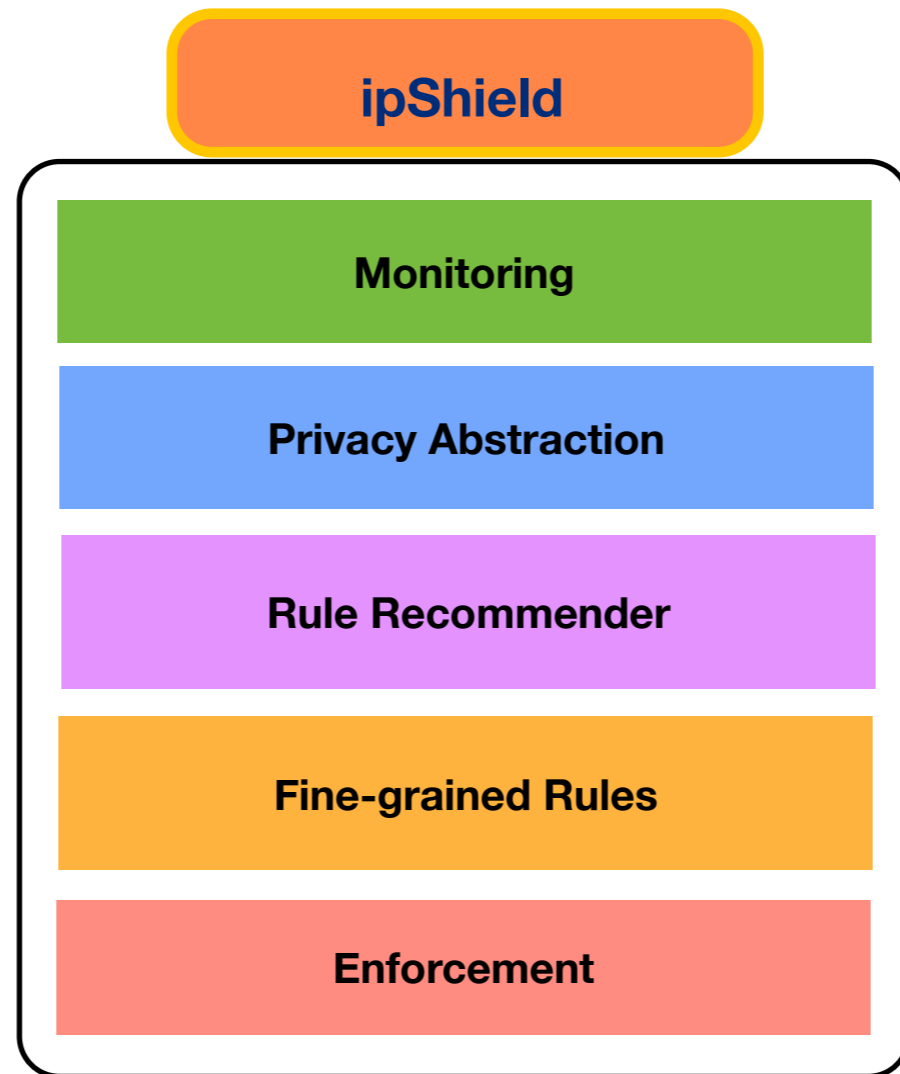 ipShield
Monitoring
Privacy Abstraction
Rule Recommender
Fine-grained Rules
Enforcement